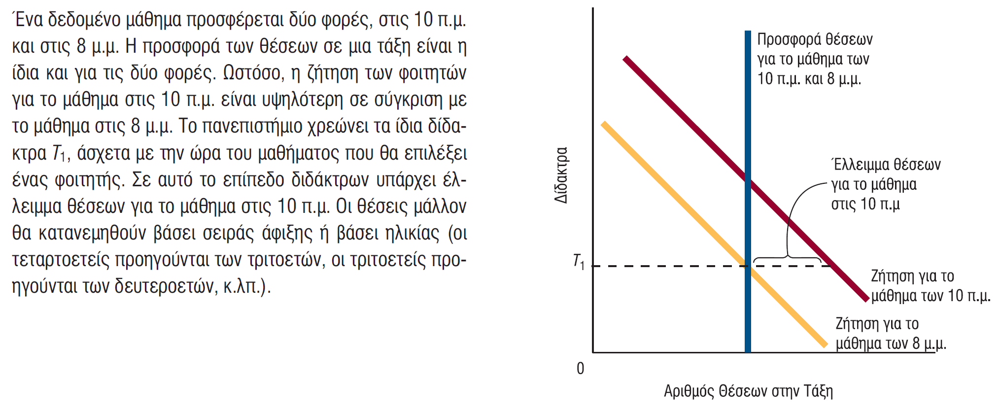 Ένα δεδομένο μάθημα προσφέρεται δύο φορές, στις 10 π.μ.
και στις 8 μ.μ. Η προσφορά των θέσεων σε μια τάξη είναι η
ίδια και για τις δύο φορές. Ωστόσο, η ζήτηση των φοιτητών
για το μάθημα στις 10 π.μ. είναι υψηλότερη σε σύγκριση με
το μάθημα στις 8 μ.μ. Το πανεπιστήμιο χρεώνει τα ίδια δίδα-
κτρα T1, άσχετα με την ώρα του μαθήματος που θα επιλέξει
ένας φοιτητής. Σε αυτό το επίπεδο διδάκτρων υπάρχει έλ-
λειμμα θέσεων για το μάθημα στις 10 π.μ. Οι θέσεις μάλλον
θα κατανεμηθούν βάσει σειράς άφιξης ή βάσει ηλικίας (οι
τεταρτοετείς προηγούνται των τριτοετών, οι τριτοετείς προ-
ηγούνται των δευτεροετών, κ.λπ.).
Προσφορά θέσεων
για το μάθημα των
10 π.μ. και 8 μ.μ.
Δίδακτρα
Έλλειμμα θέσεων
για το μάθημα
στις 10 π.μ
T1
Ζήτηση για το
μάθημα των 10 π.μ.
Ζήτηση για το
μάθημα των 8 μ.μ.
0
Αριθμός Θέσεων στην Τάξη